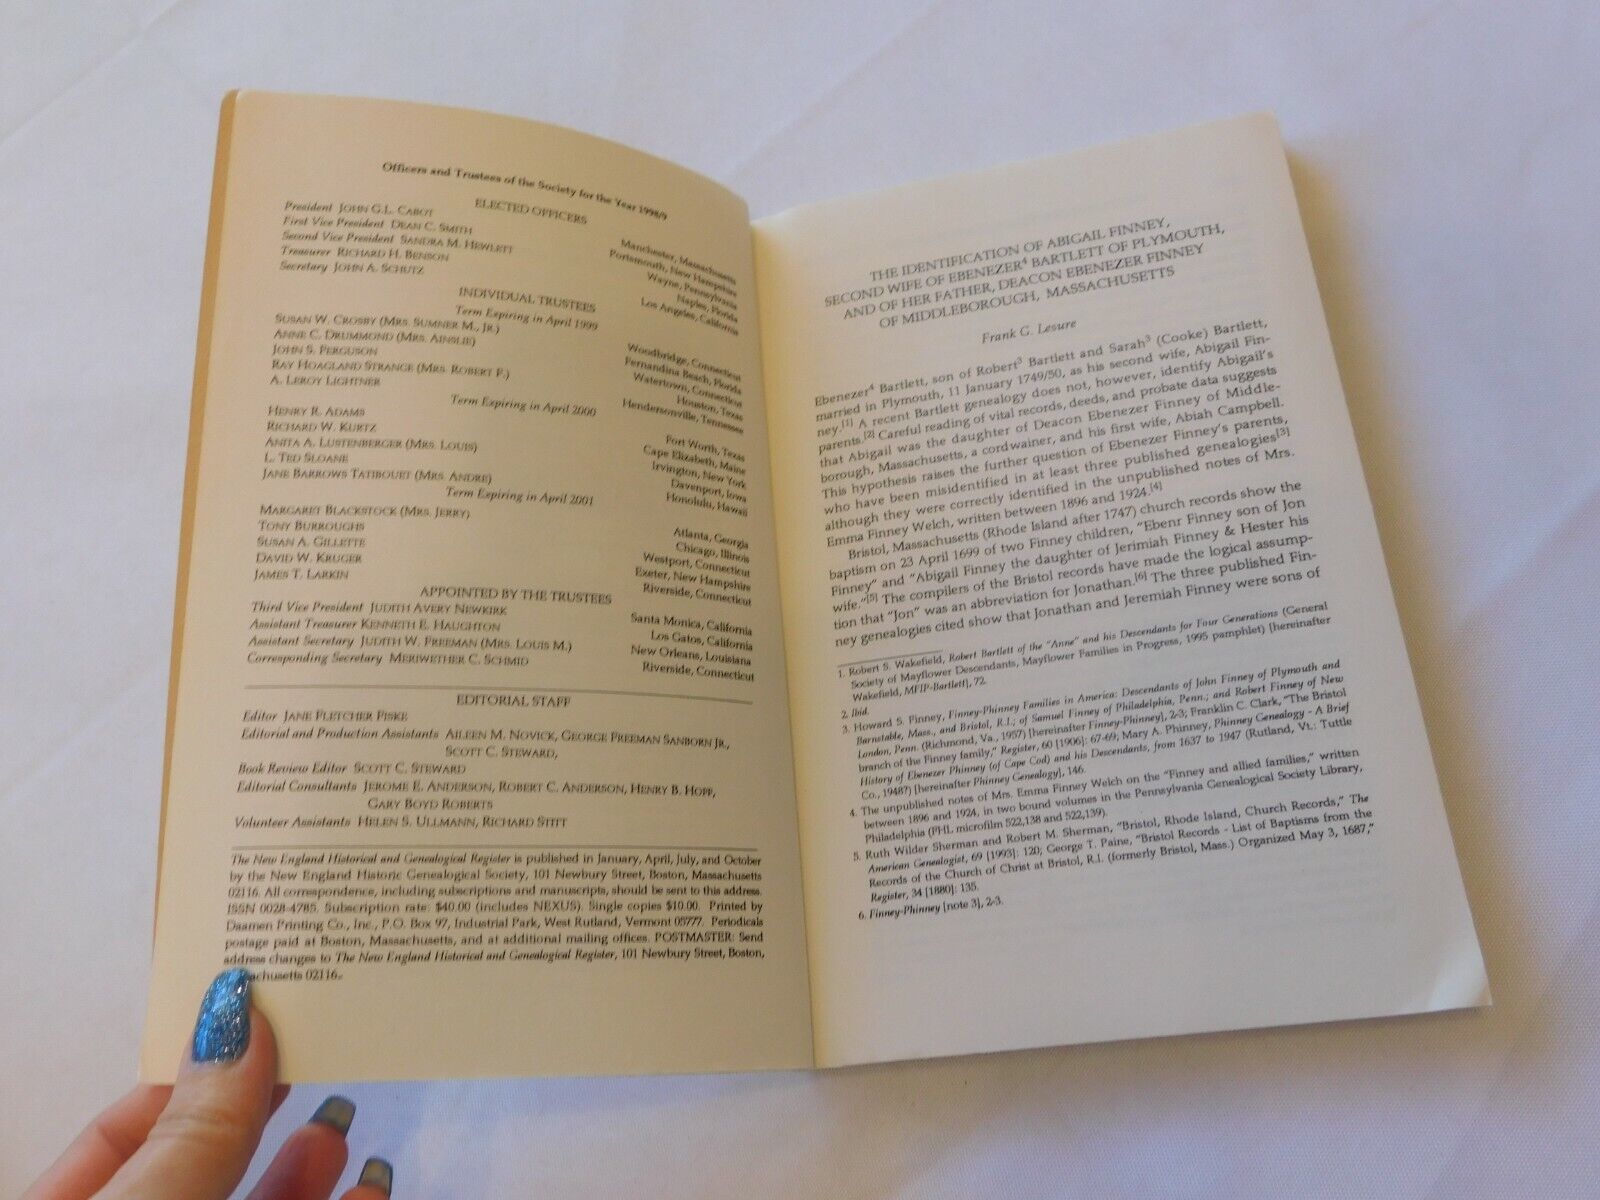 Officers and Trustees of the Society for the Year 1998/9
ELECTED OFFICERS
President JOHN G.L. CABOT Manchester, Massachusetts
First Vice President DEAN C. SMITH Portsmouth, New Hampshire
Second Vice President SANDRA M. HEWLETT Wayne, Pennsylvania
Treasurer RICHARD H. BENSON Naples, Florida
Secretary JOHN A. SCHUTZ Los Angeles, California
INDIVIDUAL TRUSTEES
Term Expiring in April 1999
SUSAN W. CROSBY (MRS. SUMNER M., JR.) Woodbridge, Connecticut
ANNE C. DRUMMOND (MRS. AINSLIE) Fernandina Beach, Florida
JOHN S. FERGUSON Watertown, Connecticut
RAY HOAGLAND STRANGE (MRS. ROBERT F.) Houston, Texas
A. LEROY LIGHTNER Hendersonville, Tennessee
Term Expiring in April 2000
HENRY R. ADAMS Fort Worth, Texas
RICHARD W. KURTZ Cape Elizabeth, Maine
ANITA A. LUSTENBERGER (MRS. LOUIS) Irvington, New York
L. TED SLOANE Davenport, Iowa
JANE BARROWS TATIBOUET (MRS. ANDRE) Honolulu, Hawaii
Term Expiring in April 2001
MARGARET BLACKSTOCK (MRS. JERRY) Atlanta, Georgia
TONY BURROUGHS Chicago, Illinois
SUSAN A. GILLETTE Westport, Connecticut
DAVID W. KRUGER Exeter, New Hampshire
JAMES T. LARKIN Riverside, Connecticut
APPOINTED BY THE TRUSTEES
Third Vice President JUDITH AVERY NEWKIRK Santa Monica, California
Assistant Treasurer KENNETH E. HAUGHTON Los Gatos, California
Assistant Secretary JUDITH W. FREEMAN (MRS. LOUIS M.) New Orleans, Louisiana
Corresponding Secretary MERIWETHER C. SCHMID Riverside, Connecticut
EDITORIAL STAFF
Editor JANE FLETCHER FISKE
Editorial and Production Assistants AILEEN M. NOVICK, GEORGE FREEMAN SANBORN JR.,
SCOTT C. STEWARD,
Book Review Editor SCOTT C. STEWARD
Editorial Consultants JEROME E. ANDERSON, ROBERT C. ANDERSON, HENRY B. HOFF,
GARY BOYD ROBERTS
Volunteer Assistants HELEN S. ULLMANN, RICHARD STITT
The New England Historical and Genealogical Register is published in January, April, July, and October
by the New England Historic Genealogical Society, 101 Newbury Street, Boston, Massachusetts
02116. All correspondence, including subscriptions and manuscripts, should be sent to this address.
ISSN 0028-4785. Subscription rate: $40.00 (includes NEXUS). Single copies $10.00. Printed by
Daamen Printing Co., Inc., P.O. Box 97, Industrial Park, West Rutland, Vermont 05777. Periodicals
postage paid at Boston, Massachusetts, and at additional mailing offices. POSTMASTER: Send
address changes to The New England Historical and Genealogical Register, 101 Newbury Street, Boston,
achusetts 02116.
THE IDENTIFICATION OF ABIGAIL FINNEY,
SECOND WIFE OF EBENEZER⁴ BARTLETT OF PLYMOUTH,
AND OF HER FATHER, DEACON EBENEZER FINNEY
OF MIDDLEBOROUGH, MASSACHUSETTS
Frank G. Lesure
Ebenezer⁴ Bartlett, son of Robert³ Bartlett and Sarah³ (Cooke) Bartlett,
married in Plymouth, 11 January 1749/50, as his second wife, Abigail Fin-
ney.[1] A recent Bartlett genealogy does not, however, identify Abigail's
parents.[2] Careful reading of vital records, deeds, and probate data suggests
that Abigail was the daughter of Deacon Ebenezer Finney of Middle-
borough, Massachusetts, a cordwainer, and his first wife, Abiah Campbell.
This hypothesis raises the further question of Ebenezer Finney's parents,
who have been misidentified in at least three published genealogies[3]
although they were correctly identified in the unpublished notes of Mrs.
Emma Finney Welch, written between 1896 and 1924.[4]
Bristol, Massachusetts (Rhode Island after 1747) church records show the
baptism on 23 April 1699 of two Finney children, "Ebenr Finney son of Jon
Finney" and "Abigail Finney the daughter of Jerimiah Finney & Hester his
wife."[5] The compilers of the Bristol records have made the logical assump-
tion that "Jon" was an abbreviation for Jonathan.[6] The three published Fin-
ney genealogies cited show that Jonathan and Jeremiah Finney were sons of
1. Robert S. Wakefield, Robert Bartlett of the "Anne" and his Descendants for Four Generations (General
Society of Mayflower Descendants, Mayflower Families in Progress, 1995 pamphlet) [hereinafter
Wakefield, MFIP-Bartlett], 72.
2. Ibid.
3. Howard S. Finney, Finney-Phinney Families in America: Descendants of John Finney of Plymouth and
Barnstable, Mass., and Bristol, R.I.; of Samuel Finney of Philadelphia, Penn.; and Robert Finney of New
London, Penn. (Richmond, Va., 1957) [hereinafter Finney-Phinney], 2-3; Franklin C. Clark, "The Bristol
branch of the Finney family," Register, 60 [1906]: 67-69; Mary A. Phinney, Phinney Genealogy - A Brief
History of Ebenezer Phinney (of Cape Cod) and his Descendants, from 1637 to 1947 (Rutland, Vt.: Tuttle
Co., 1948?) [hereinafter Phinney Genealogy], 146.
4. The unpublished notes of Mrs. Emma Finney Welch on the "Finney and allied families," written
between 1896 and 1924, in two bound volumes in the Pennsylvania Genealogical Society Library,
Philadelphia (FHL microfilm 522,138 and 522,139).
5. Ruth Wilder Sherman and Robert M. Sherman, "Bristol, Rhode Island, Church Records," The
American Genealogist, 69 [1993]: 120; George T. Paine, "Bristol Records - List of Baptisms from the
Records of the Church of Christ at Bristol, R.I. (formerly Bristol, Mass.) Organized May 3, 1687,"
Register, 34 [1880]: 135.
6. Finney-Phinney [note 3], 2-3.